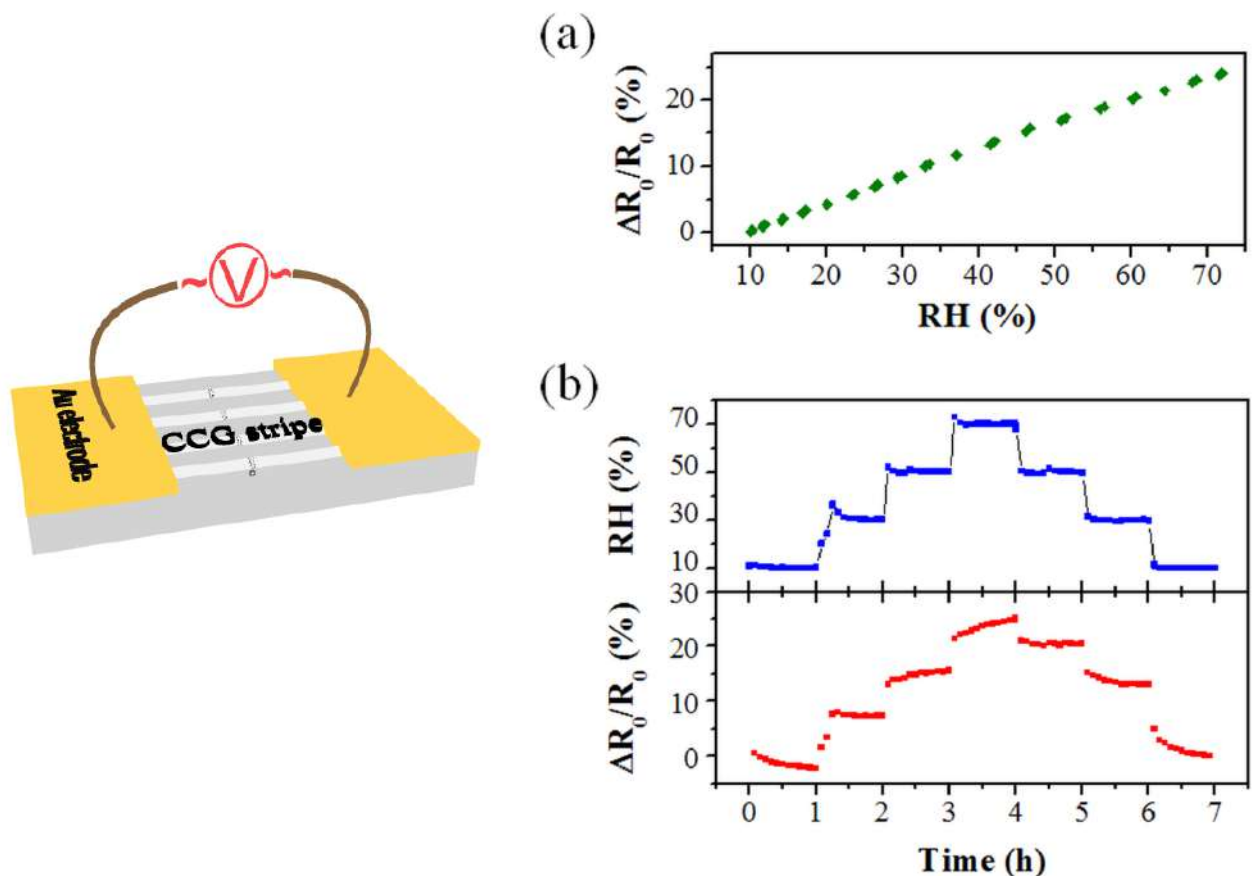 (a)
ΔR₀/R₀ (%)
20
10
0
10 20 30 40 50 60 70
RH (%)
V
Au electrode
CCG stripe
(b)
RH (%)
70
50
30
10
30
ΔR₀/R₀ (%)
20
10
0
0 1 2 3 4 5 6 7
Time (h)